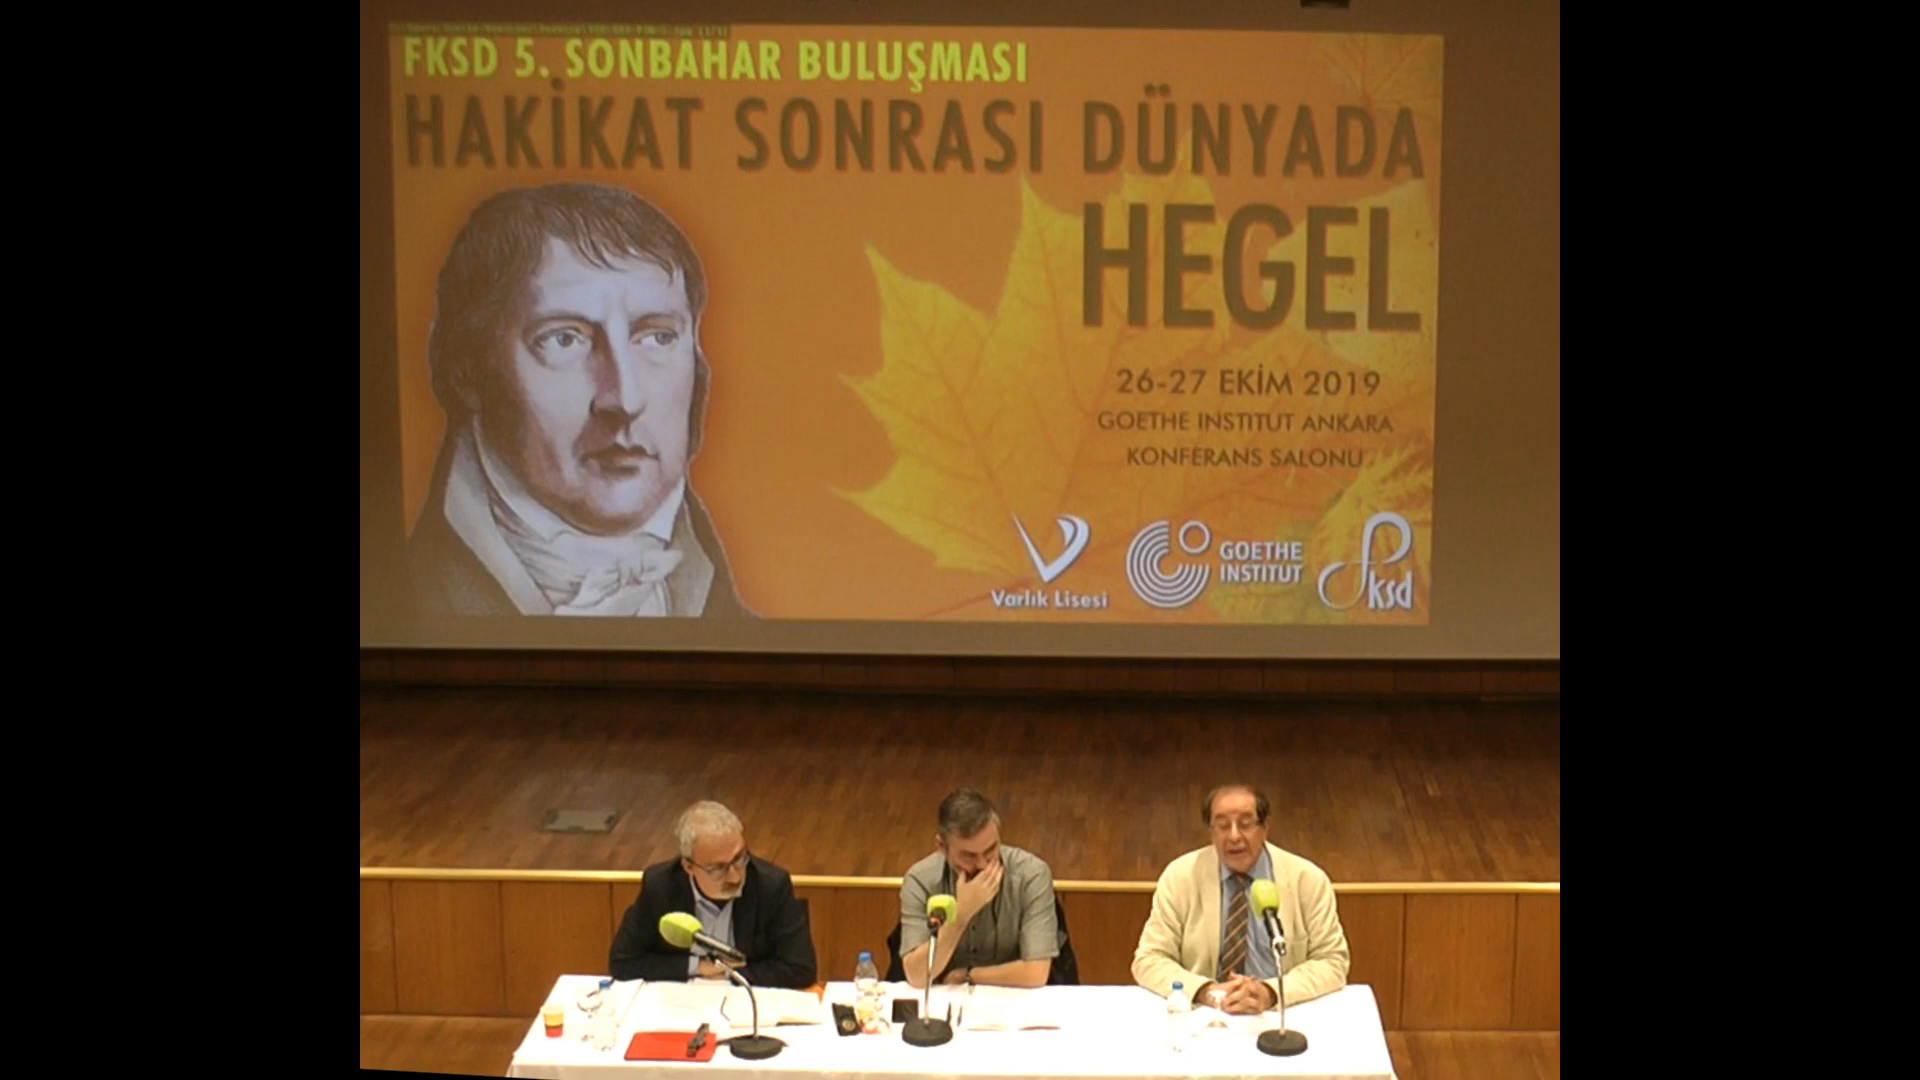 FKSD 5. SONBAHAR BULUŞMASI
HAKİKAT SONRASI DÜNYADA
HEGEL
26-27 EKİM 2019
GOETHE INSTITUT ANKARA
KONFERANS SALONU
Varlık Lisesi
GOETHE
INSTITUT
fksd